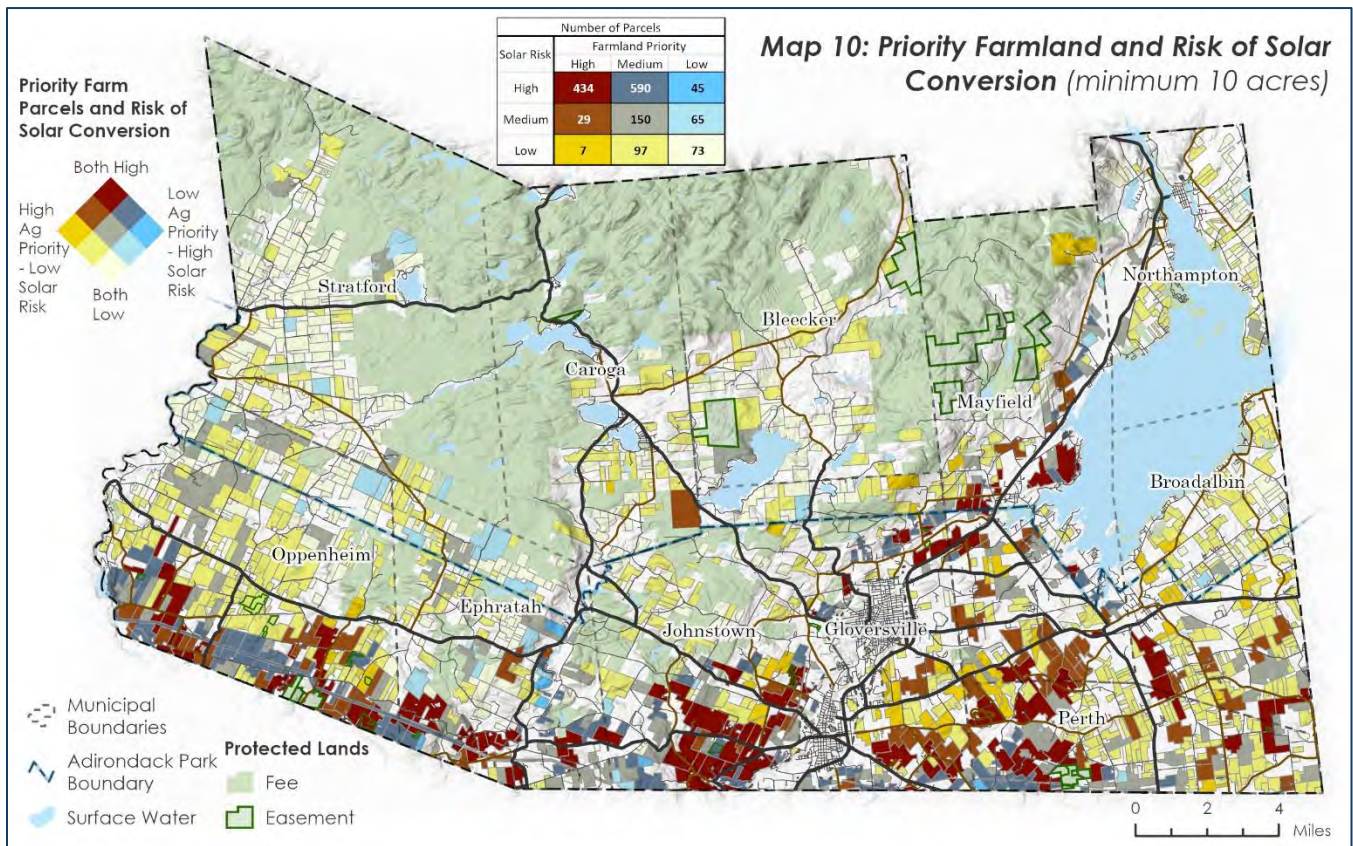 Map 10: Priority Farmland and Risk of Solar
Conversion (minimum 10 acres)
Number of Parcels
Solar Risk
Farmland Priority
High Medium Low
High 434 590 45
Medium 29 150 65
Low 7 97 73
Priority Farm
Parcels and Risk of
Solar Conversion
Both High
High
Ag
Priority
- Low
Solar
Risk
Low
Ag
Priority
- High
Solar
Risk
Both
Low
Stratford
Caroga
Bleecker
Northampton
Mayfield
Broadalbin
Oppenheim
Ephratah
Johnstown
Gloversville
Perth
Municipal
Boundaries
Adirondack Park
Boundary
Surface Water
Protected Lands
Fee
Easement
0 2 4
Miles